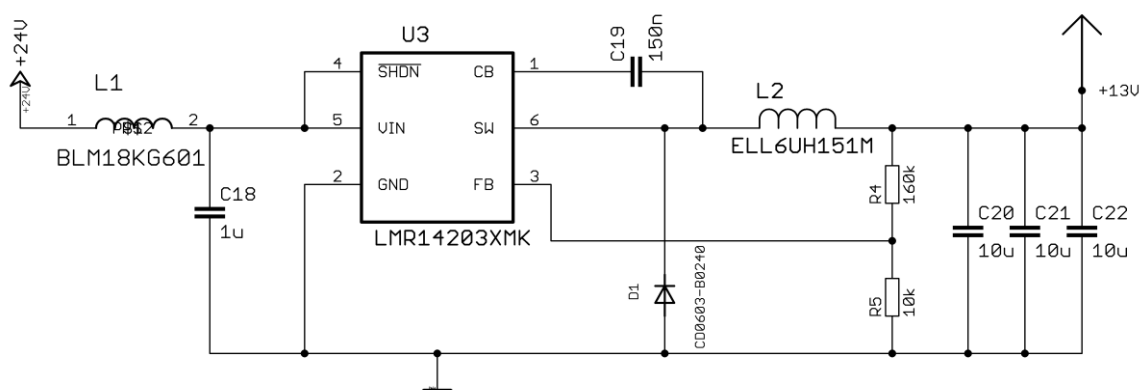 +24V
+24V
L1
1
P$1 P$2
2
BLM18KG601
C18
1u
U3
4
SHDN
CB
1
5
VIN
SW
6
2
GND
FB
3
LMR14203XMK
C19
150n
L2
ELL6UH151M
+13V
R4
160k
R5
10k
D1
CD0603-B0240
C20
10u
C21
10u
C22
10u